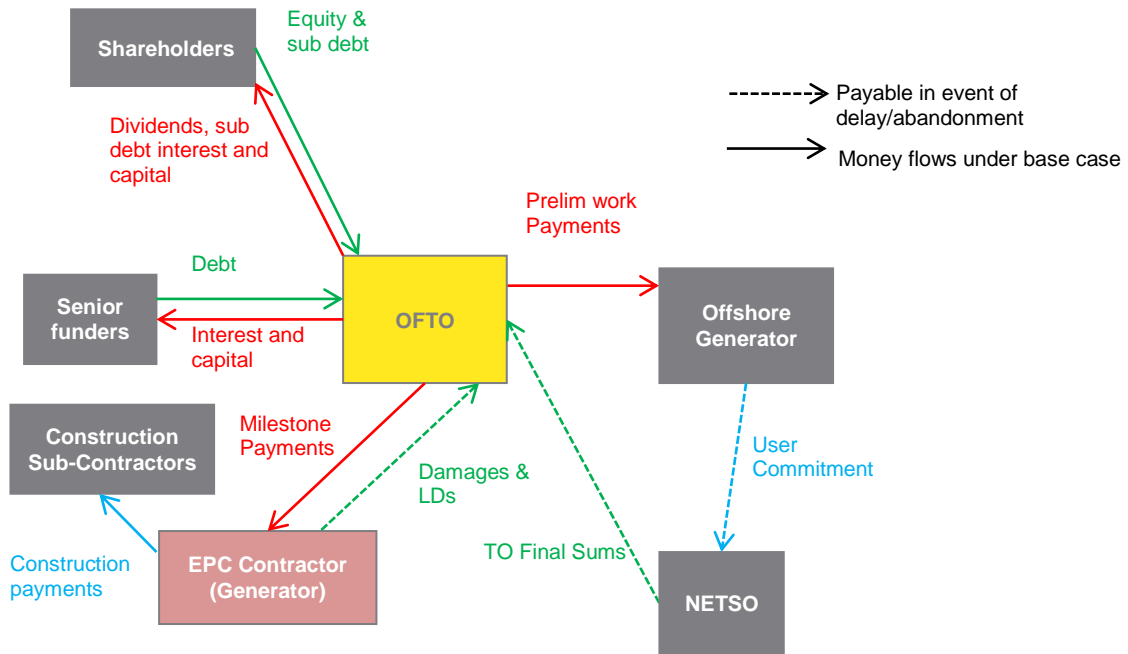 Equity &
sub debt
Shareholders
Payable in event of
delay/abandonment
Dividends, sub
debt interest and
capital
Money flows under base case
Prelim work
Payments
Debt
Senior
funders
OFTO
Offshore
Generator
Interest and
capital
Milestone
Payments
Construction
Sub-Contractors
User
Commitment
Damages &
LDs
TO Final Sums
Construction
payments
EPC Contractor
(Generator)
NETSO